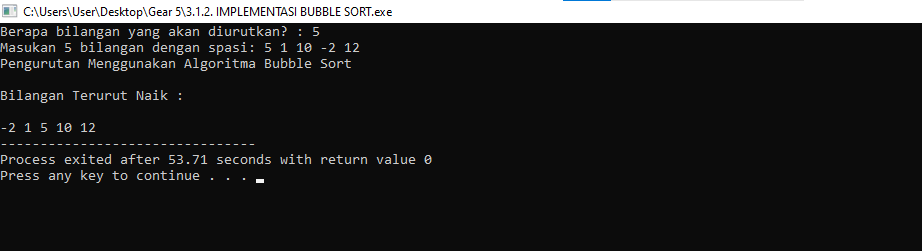 C:\Users\User\Desktop\Gear 5\3.1.2. IMPLEMENTASI BUBBLE SORT.exe
Berapa bilangan yang akan diurutkan? : 5
Masukan 5 bilangan dengan spasi: 5 1 10 -2 12
Pengurutan Menggunakan Algoritma Bubble Sort
Bilangan Terurut Naik :
-2 1 5 10 12
--------------------------------
Process exited after 53.71 seconds with return value 0
Press any key to continue . . .